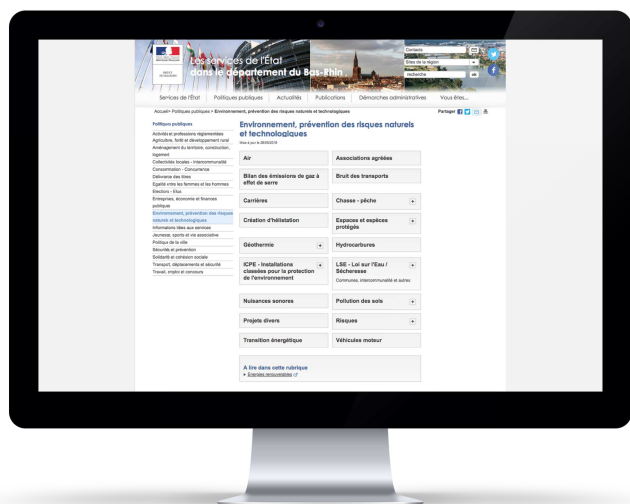 Les services de l'État
dans le département du Bas-Rhin
Contacts
Sites de la région
recherche
ok
Services de l'État
Politiques publiques
Actualités
Publications
Démarches administratives
Vous êtes...
Accueil > Politiques publiques > Environnement, prévention des risques naturels et technologiques
Partager
Politiques publiques
Activités et professions réglementées
Agriculture, forêt et développement rural
Aménagement du territoire, construction,
logement
Collectivités locales - Intercommunalité
Consommation - Concurrence
Délivrance des titres
Egalité entre les femmes et les hommes
Elections - Elus
Entreprises, économie et finances
publiques
Environnement, prévention des risques
naturels et technologiques
Informations liées aux services
Jeunesse, sports et vie associative
Politique de la ville
Sécurités et prévention
Solidarité et cohésion sociale
Transport, déplacements et sécurité
Travail, emploi et concours
Environnement, prévention des risques naturels
et technologiques
Mise à jour le 28/05/2019
Air
Associations agréées
Bilan des émissions de gaz à
effet de serre
Bruit des transports
Carrières
Chasse - pêche
+
Création d'hélistation
Espaces et espèces
protégés
+
Géothermie
+
Hydrocarbures
ICPE - Installations
classées pour la protection
de l'environnement
+
LSE - Loi sur l'Eau /
Sécheresse
+
Communes, intercommunalité et autres
Nuisances sonores
Pollution des sols
+
Projets divers
Risques
+
Transition énergétique
Véhicules moteur
A lire dans cette rubrique
Energies renouvelables